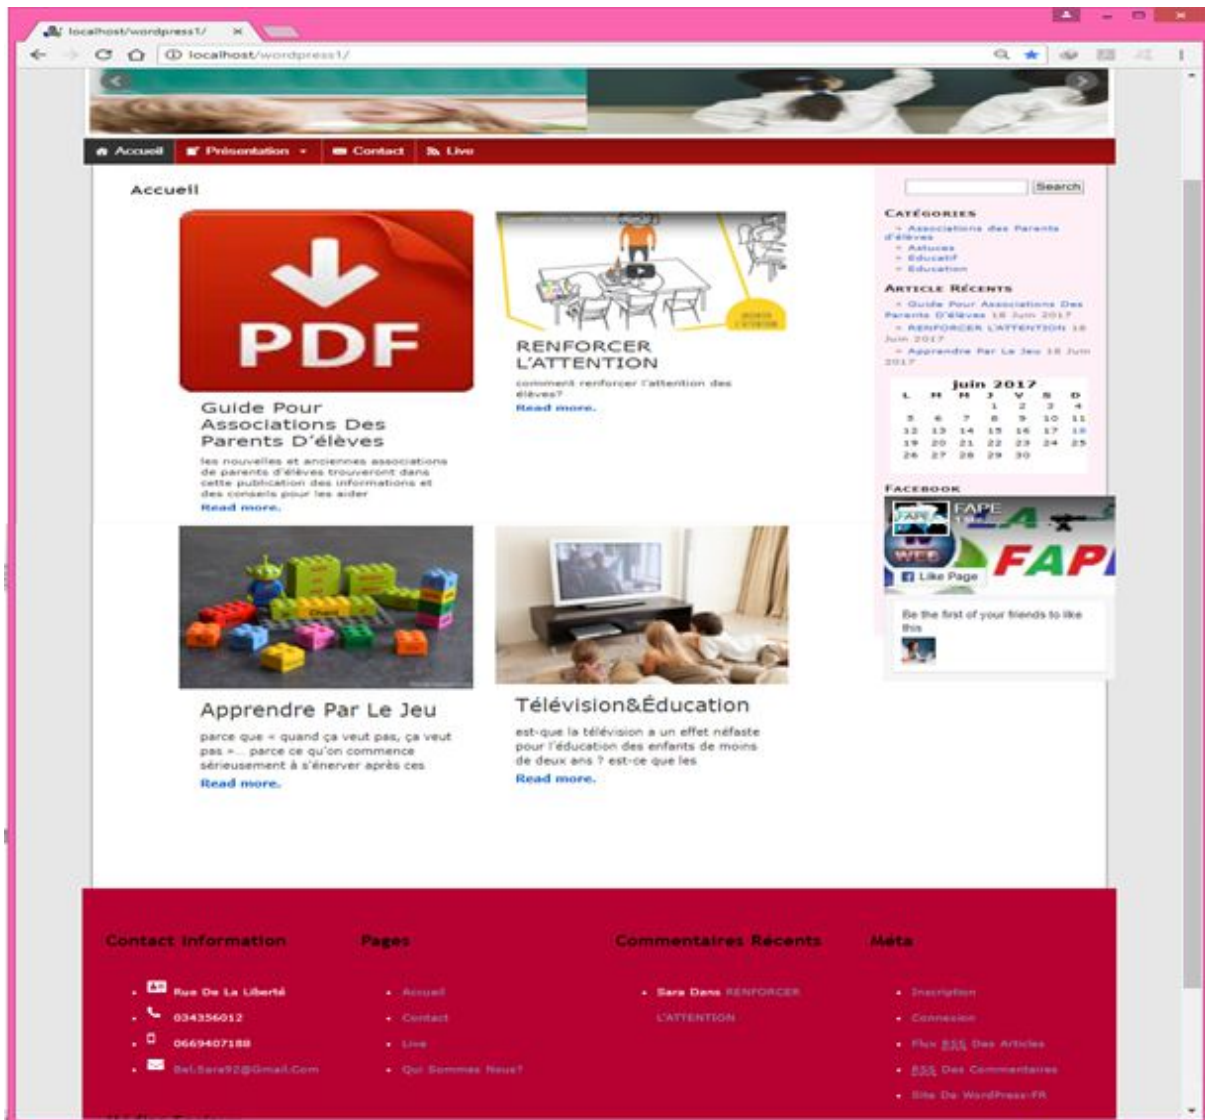 localhost/wordpress1/
localhost/wordpress1/
Accueil
Présentation
Contact
Live
Accueil
PDF
Guide Pour
Associations Des
Parents D'élèves
les nouvelles et anciennes associations
de parents d'élèves trouveront dans
cette publication des informations et
des conseils pour les aider
Read more.
RENFORCER
L'ATTENTION
comment renforcer l'attention des
élèves?
Read more.
Apprendre Par Le Jeu
parce que « quand ça veut pas, ça veut
pas »... parce ce qu'on commence
sérieusement à s'énerver après ces
Read more.
Télévision&Éducation
est-que la télévision a un effet néfaste
pour l'éducation des enfants de moins
de deux ans ? est-ce que les
Read more.
Search
Catégories
» Associations des Parents
d'élèves
» Astuces
» Educatif
» Education
Article Récents
» Guide Pour Associations Des
Parents D'élèves 18 Juin 2017
» RENFORCER L'ATTENTION 18
Juin 2017
» Apprendre Par Le Jeu 18 Juin
2017
juin 2017
L M M J V S D
1 2 3 4
5 6 7 8 9 10 11
12 13 14 15 16 17 18
19 20 21 22 23 24 25
26 27 28 29 30
Facebook
FAPE
WEB
FAPE
Like Page
Be the first of your friends to like
this
Contact Information
Rue De La Liberté
034356012
0669407188
Bel.Sara92@Gmail.Com
Pages
Accueil
Contact
Live
Qui Sommes Nous?
Commentaires Récents
Sara Dans RENFORCER
L'ATTENTION
Méta
Inscription
Connexion
Flux RSS Des Articles
RSS Des Commentaires
Site De WordPress-FR